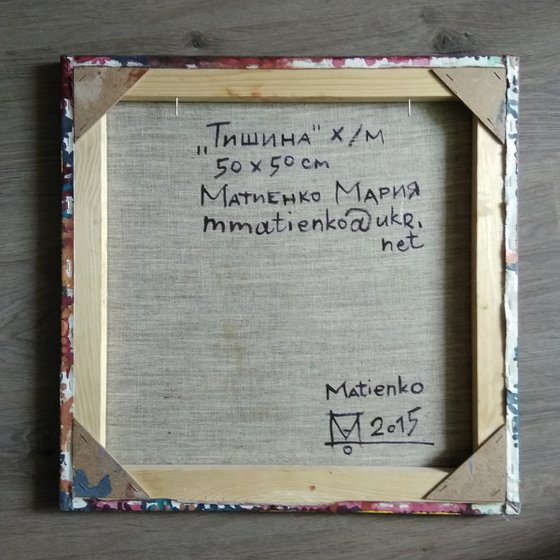 „Тишина" х/м
50 x 50 cm
Матиенко Мария
mmatienko@ukr.
net
Matienko
2015